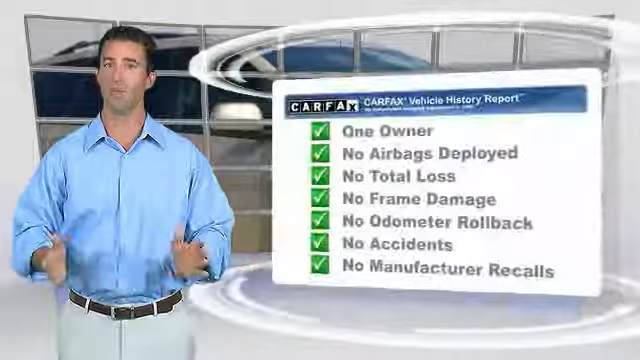 CARFAX CARFAX Vehicle History Report™
One Owner
No Airbags Deployed
No Total Loss
No Frame Damage
No Odometer Rollback
No Accidents
No Manufacturer Recalls